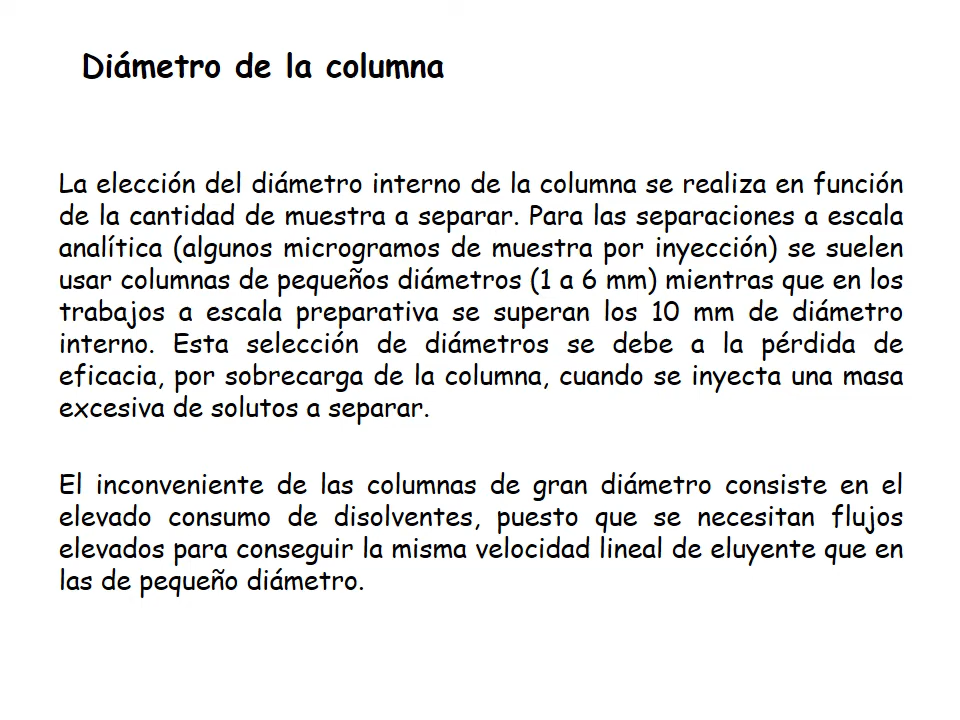 Diámetro de la columna
La elección del diámetro interno de la columna se realiza en función
de la cantidad de muestra a separar. Para las separaciones a escala
analítica (algunos microgramos de muestra por inyección) se suelen
usar columnas de pequeños diámetros (1 a 6 mm) mientras que en los
trabajos a escala preparativa se superan los 10 mm de diámetro
interno. Esta selección de diámetros se debe a la pérdida de
eficacia, por sobrecarga de la columna, cuando se inyecta una masa
excesiva de solutos a separar.
El inconveniente de las columnas de gran diámetro consiste en el
elevado consumo de disolventes, puesto que se necesitan flujos
elevados para conseguir la misma velocidad lineal de eluyente que en
las de pequeño diámetro.